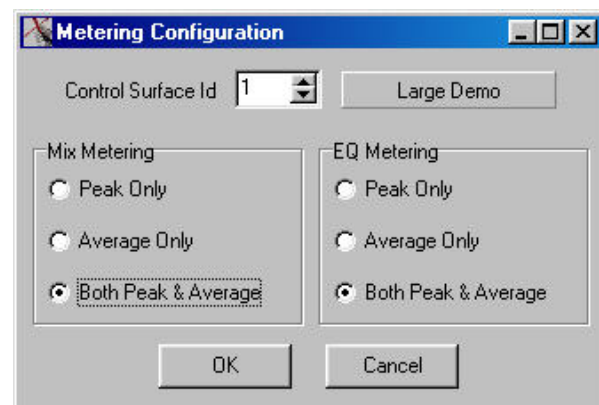 Metering Configuration
Control Surface Id 1 Large Demo
Mix Metering
Peak Only
Average Only
Both Peak & Average
EQ Metering
Peak Only
Average Only
Both Peak & Average
OK Cancel